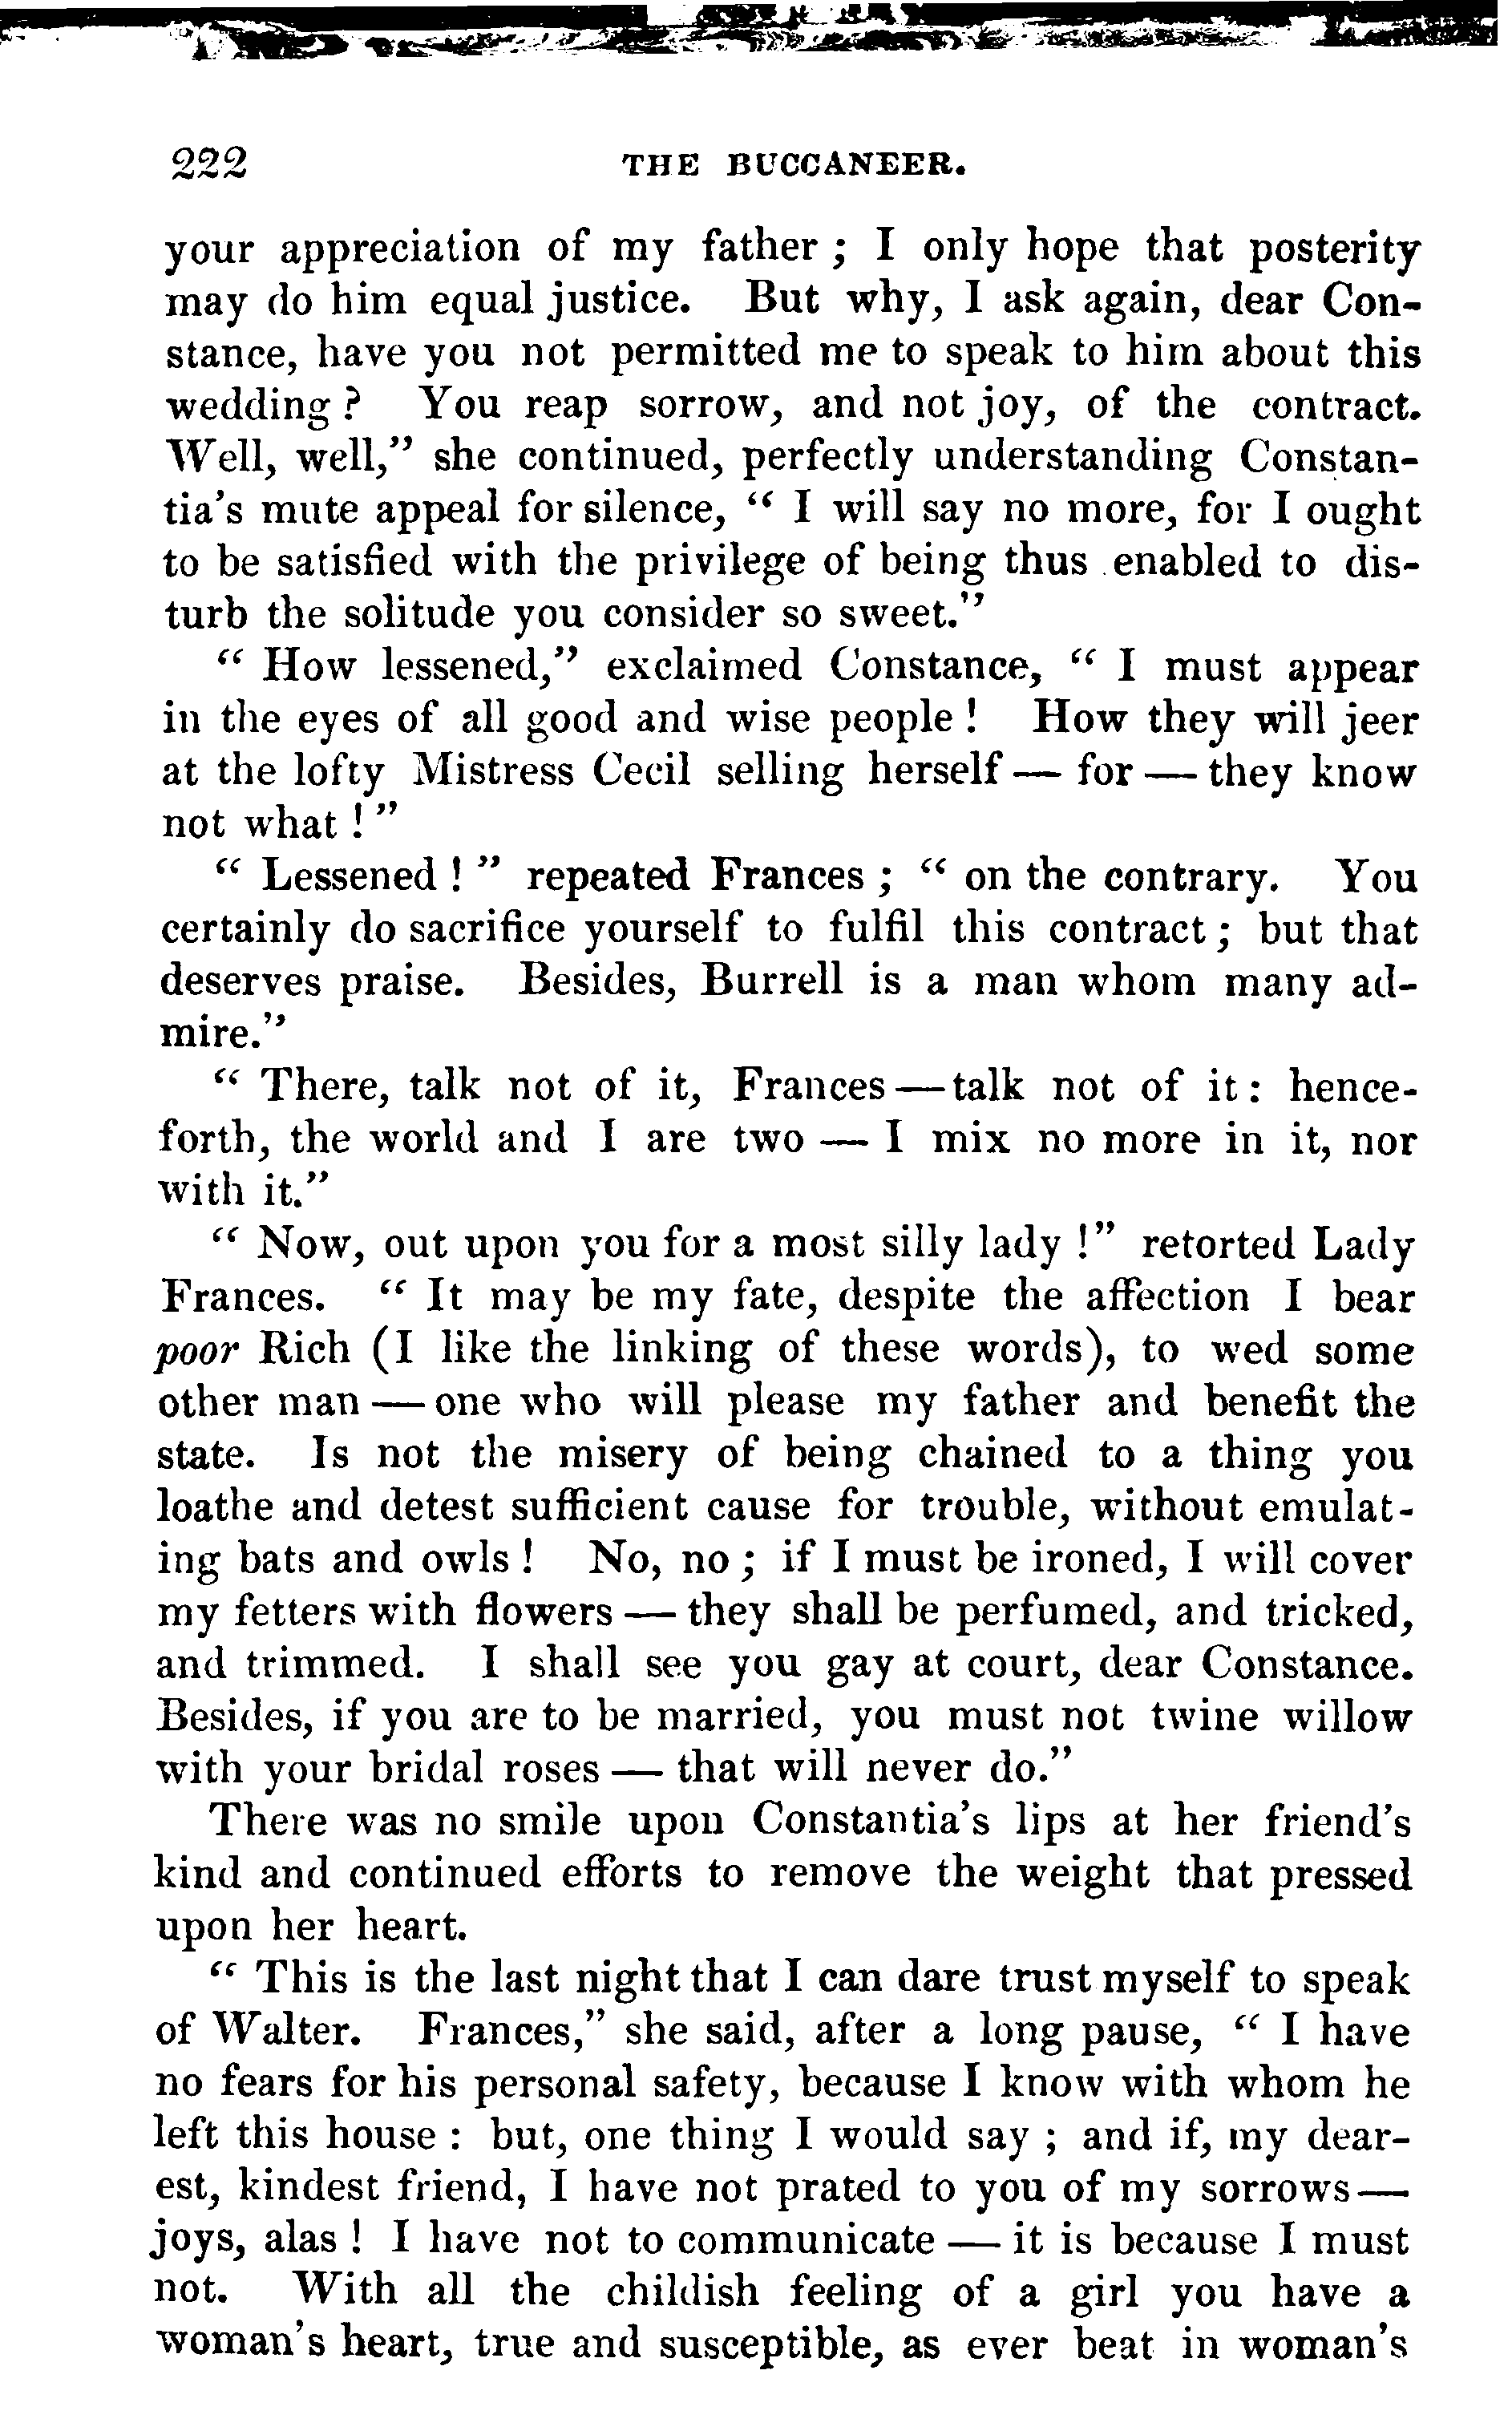 222 THE BUCCANEER.
your appreciation of my father ; I only hope that posterity
may do him equal justice. But why, I ask again, dear Con-
stance, have you not permitted me to speak to him about this
wedding ? You reap sorrow, and not joy, of the contract.
Well, well,” she continued, perfectly understanding Constan-
tia's mute appeal for silence, “ I will say no more, for I ought
to be satisfied with the privilege of being thus enabled to dis-
turb the solitude you consider so sweet.”
“ How lessened,” exclaimed Constance, “ I must appear
in the eyes of all good and wise people ! How they will jeer
at the lofty Mistress Cecil selling herself — for — they know
not what ! ”
“ Lessened ! ” repeated Frances ; “ on the contrary. You
certainly do sacrifice yourself to fulfil this contract ; but that
deserves praise. Besides, Burrell is a man whom many ad-
mire.”
“ There, talk not of it, Frances — talk not of it : hence-
forth, the world and I are two — I mix no more in it, nor
with it.”
“ Now, out upon you for a most silly lady !” retorted Lady
Frances. “ It may be my fate, despite the affection I bear
poor Rich (I like the linking of these words), to wed some
other man — one who will please my father and benefit the
state. Is not the misery of being chained to a thing you
loathe and detest sufficient cause for trouble, without emulat-
ing bats and owls ! No, no ; if I must be ironed, I will cover
my fetters with flowers — they shall be perfumed, and tricked,
and trimmed. I shall see you gay at court, dear Constance.
Besides, if you are to be married, you must not twine willow
with your bridal roses — that will never do.”
There was no smile upon Constantia's lips at her friend's
kind and continued efforts to remove the weight that pressed
upon her heart.
“ This is the last night that I can dare trust myself to speak
of Walter. Frances,” she said, after a long pause, “ I have
no fears for his personal safety, because I know with whom he
left this house : but, one thing I would say ; and if, my dear-
est, kindest friend, I have not prated to you of my sorrows —
joys, alas ! I have not to communicate — it is because I must
not. With all the childish feeling of a girl you have a
woman's heart, true and susceptible, as ever beat in woman's